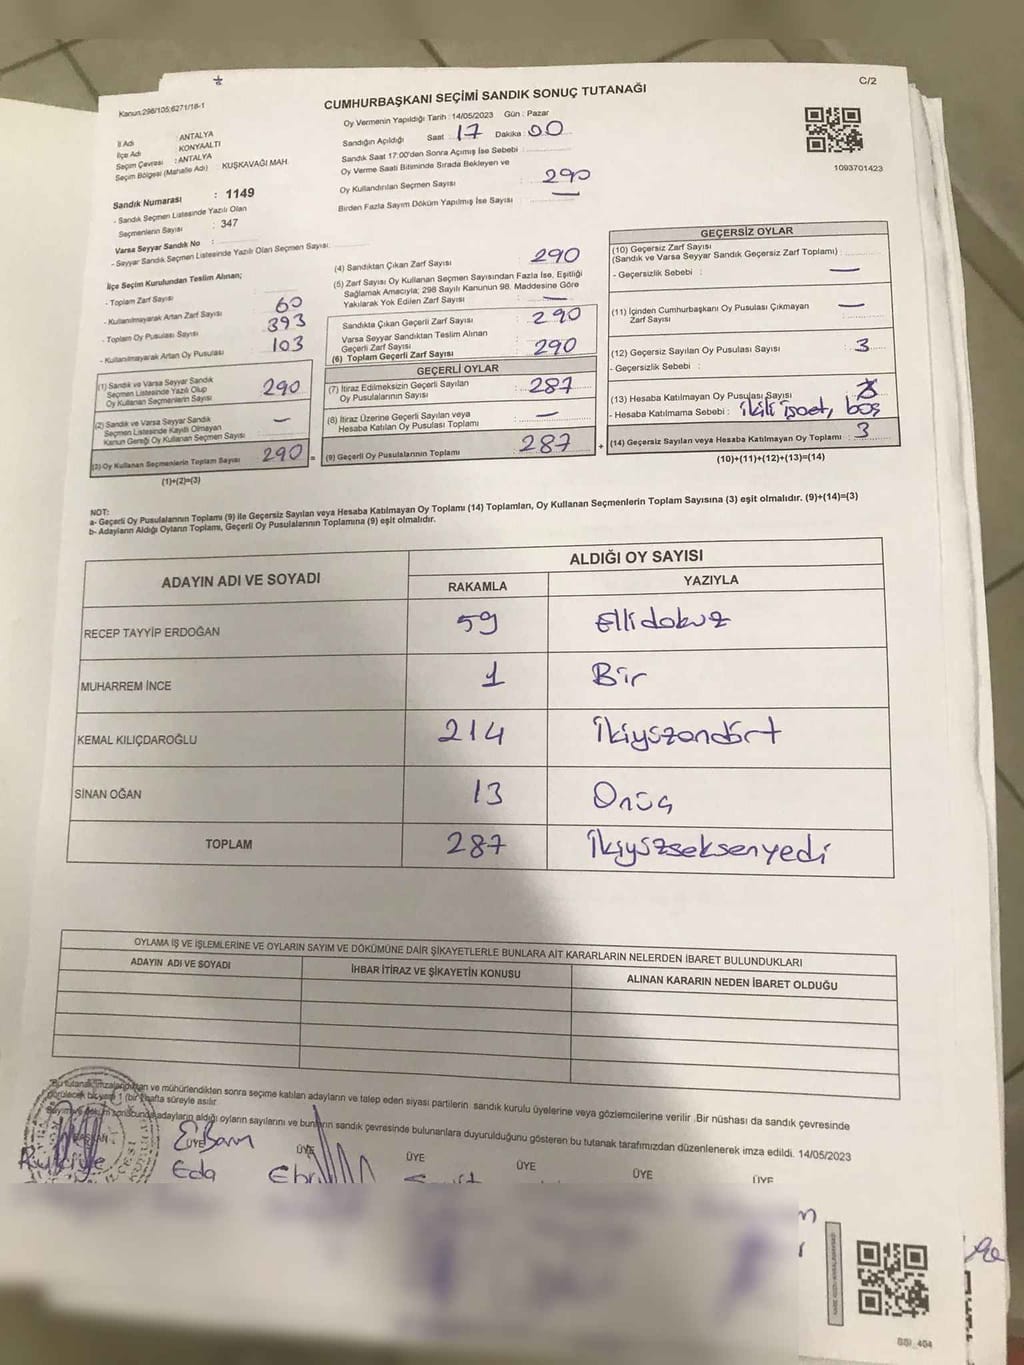 C/2
Kanun:298/105;6271/18-1
CUMHURBAŞKANI SEÇİMİ SANDIK SONUÇ TUTANAĞI
Oy Vermenin Yapıldığı Tarih : 14/05/2023 Gün : Pazar
Sandığın Açıldığı Saat : 17 Dakika : 00
Sandık Saat 17:00'den Sonra Açımış İse Sebebi :
Oy Verme Saati Bitiminde Sırada Bekleyen ve
Oy Kullandırılan Seçmen Sayısı : 290
Birden Fazla Sayım Döküm Yapılmış İse Sayısı : —
1093701423
İl Adı : ANTALYA
İlçe Adı : KONYAALTI
Seçim Çevresi : ANTALYA
Seçim Bölgesi (Mahalle Adı) : KUŞKAVAĞI MAH.
Sandık Numarası : 1149
- Sandık Seçmen Listesinde Yazılı Olan
Seçmenlerin Sayısı : 347
Varsa Seyyar Sandık No :
- Seyyar Sandık Seçmen Listesinde Yazılı Olan Seçmen Sayısı:
İlçe Seçim Kurulundan Teslim Alınan;
- Toplam Zarf Sayısı
- Kullanılmayarak Artan Zarf Sayısı : 60
- Toplam Oy Pusulası Sayısı : 393
- Kullanılmayarak Artan Oy Pusulası : 103
(1) Sandık ve Varsa Seyyar Sandık
Seçmen Listesinde Yazılı Olup
Oy Kullanan Seçmenlerin Sayısı : 290
(2) Sandık ve Varsa Seyyar Sandık
Seçmen Listesinde Kayıtlı Olmayan
Kanun Gereği Oy Kullanan Seçmen Sayısı : —
(3) Oy Kullanan Seçmenlerin Toplam Sayısı : 290 =
(1)+(2)=(3)
(4) Sandıktan Çıkan Zarf Sayısı : 290
(5) Zarf Sayısı Oy Kullanan Seçmen Sayısından Fazla İse, Eşitliği
Sağlamak Amacıyla; 298 Sayılı Kanunun 98. Maddesine Göre
Yakılarak Yok Edilen Zarf Sayısı : —
Sandıkta Çıkan Geçerli Zarf Sayısı : 290
Varsa Seyyar Sandıktan Teslim Alınan
Geçerli Zarf Sayısı
(6) Toplam Geçerli Zarf Sayısı : 290
GEÇERLİ OYLAR
(7) İtiraz Edilmeksizin Geçerli Sayılan
Oy Pusulasının Sayısı : 287
(8) İtiraz Üzerine Geçerli Sayılan veya
Hesaba Katılan Oy Pusulası Toplamı : —
(9) Geçerli Oy Pusulalarının Toplamı : 287 +
GEÇERSİZ OYLAR
(10) Geçersiz Zarf Sayısı
(Sandık ve Varsa Seyyar Sandık Geçersiz Zarf Toplamı) :
- Geçersizlik Sebebi : —
(11) İçinden Cumhurbaşkanı Oy Pusulası Çıkmayan
Zarf Sayısı : —
(12) Geçersiz Sayılan Oy Pusulası Sayısı : 3
- Geçersizlik Sebebi :
(13) Hesaba Katılmayan Oy Pusulası Sayısı
- Hesaba Katılmama Sebebi : ikili işaet, boş
(14) Geçersiz Sayılan veya Hesaba Katılmayan Oy Toplamı : 3
(10)+(11)+(12)+(13)=(14)
NOT:
a- Geçerli Oy Pusulalarının Toplamı (9) ile Geçersiz Sayılan veya Hesaba Katılmayan Oy Toplamı (14) Toplamları, Oy Kullanan Seçmenlerin Toplam Sayısına (3) eşit olmalıdır. (9)+(14)=(3)
b- Adayların Aldığı Oyların Toplamı, Geçerli Oy Pusulalarının Toplamına (9) eşit olmalıdır.
ADAYIN ADI VE SOYADI
ALDIĞI OY SAYISI
RAKAMLA YAZIYLA
RECEP TAYYİP ERDOĞAN 59 Ellidokuz
MUHARREM İNCE 1 Bir
KEMAL KILIÇDAROĞLU 214 İkiyüzondört
SİNAN OĞAN 13 Onüç
TOPLAM 287 İkiyüzseksenyedi
OYLAMA İŞ VE İŞLEMLERİNE VE OYLARIN SAYIM VE DÖKÜMÜNE DAİR ŞİKAYETLERLE BUNLARA AİT KARARLARIN NELERDEN İBARET BULUNDUKLARI
ADAYIN ADI VE SOYADI İHBAR İTİRAZ VE ŞİKAYETİN KONUSU ALINAN KARARIN NEDEN İBARET OLDUĞU
Bu tutanak imzalandıktan ve mühürlendikten sonra seçime katılan adayların ve talep eden siyasi partilerin sandık kurulu üyelerine veya gözlemcilerine verilir .Bir nüshası da sandık çevresinde
görülecek bir yere 1 (bir) hafta süreyle asılır.
Sayım ve döküm sonucunda adayların aldığı oyların sayılarını ve bunların sandık çevresinde bulunanlara duyurulduğunu gösteren bu tutanak tarafımızdan düzenlenerek imza edildi. 14/05/2023
BAŞKAN ÜYE ÜYE ÜYE ÜYE ÜYE ÜYE
Eda